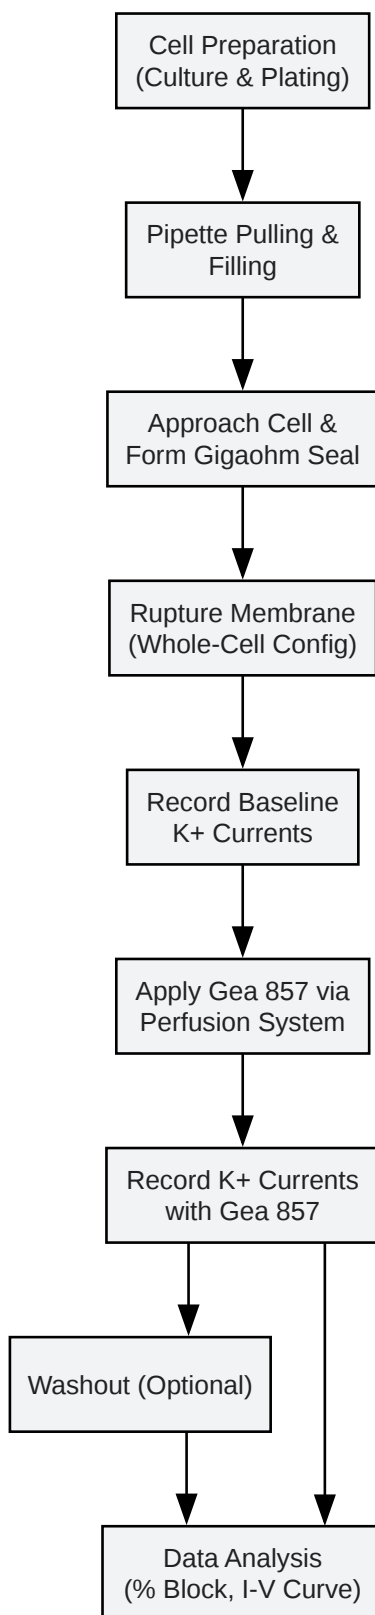 Cell Preparation
(Culture & Plating)
Pipette Pulling &
Filling
Approach Cell &
Form Gigaohm Seal
Rupture Membrane
(Whole-Cell Config)
Record Baseline
K+ Currents
Apply Gea 857 via
Perfusion System
Record K+ Currents
with Gea 857
Washout (Optional)
Data Analysis
(% Block, I-V Curve)